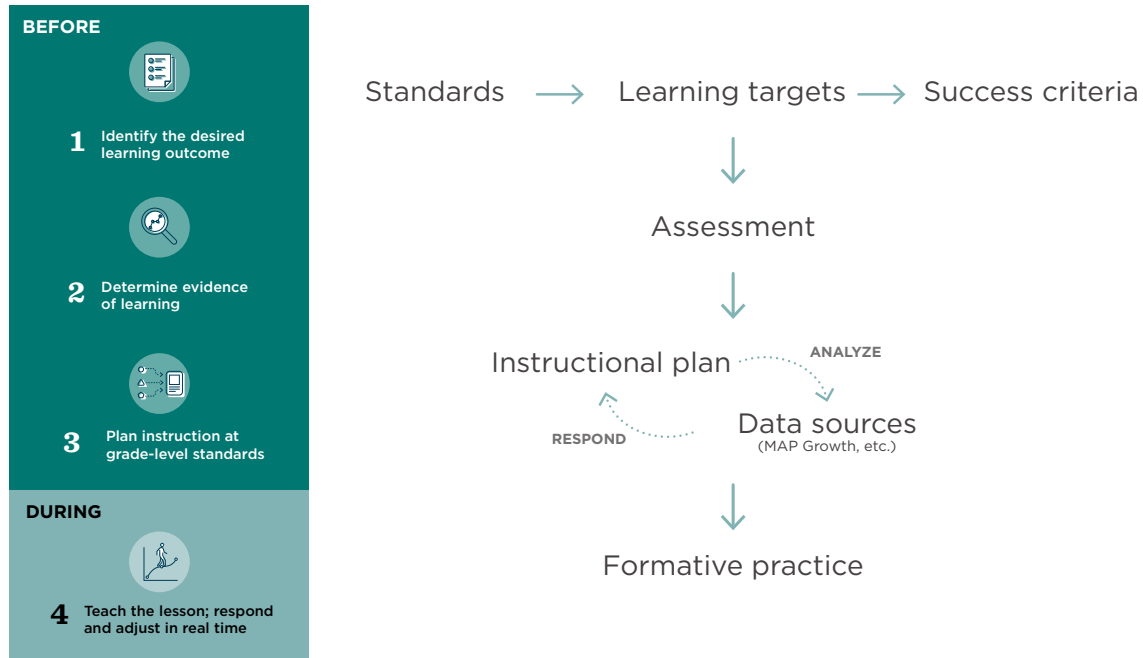 BEFORE
1 Identify the desired
learning outcome
2 Determine evidence
of learning
3 Plan instruction at
grade-level standards
DURING
4 Teach the lesson; respond
and adjust in real time
Standards Learning targets Success criteria
Assessment
Instructional plan
ANALYZE
RESPOND
Data sources
(MAP Growth, etc.)
Formative practice